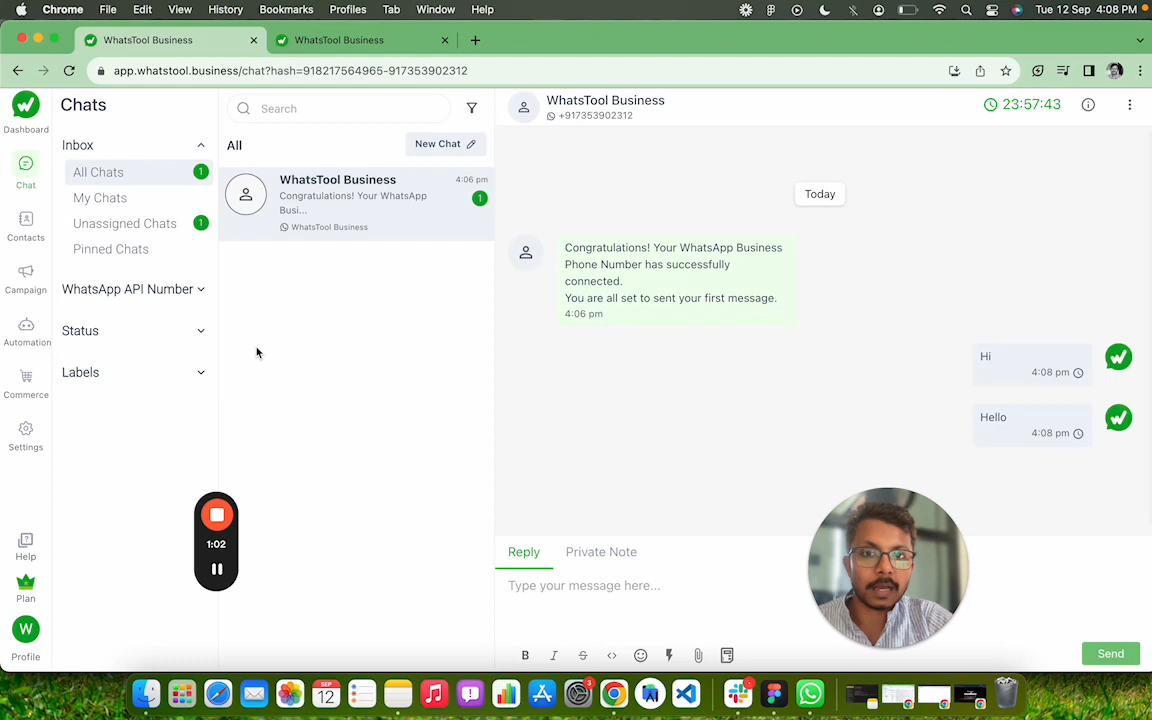 Chrome File Edit View History Bookmarks Profiles Tab Window Help
Tue 12 Sep 4:08 PM
WhatsTool Business
WhatsTool Business
app.whatstool.business/chat?hash=918217564965-917353902312
Dashboard
Chat
Contacts
Campaign
Automation
Commerce
Settings
Help
Plan
W
Profile
Chats
Inbox
All Chats 1
My Chats
Unassigned Chats 1
Pinned Chats
WhatsApp API Number
Status
Labels
1:02
Search
All
New Chat
WhatsTool Business 4:06 pm
Congratulations! Your WhatsApp 1
Busi...
WhatsTool Business
WhatsTool Business
+917353902312
23:57:43
Today
Congratulations! Your WhatsApp Business
Phone Number has successfully
connected.
You are all set to sent your first message.
4:06 pm
Hi
4:08 pm
Hello
4:08 pm
Reply Private Note
Type your message here...
B I S
Send
SEP
12
3